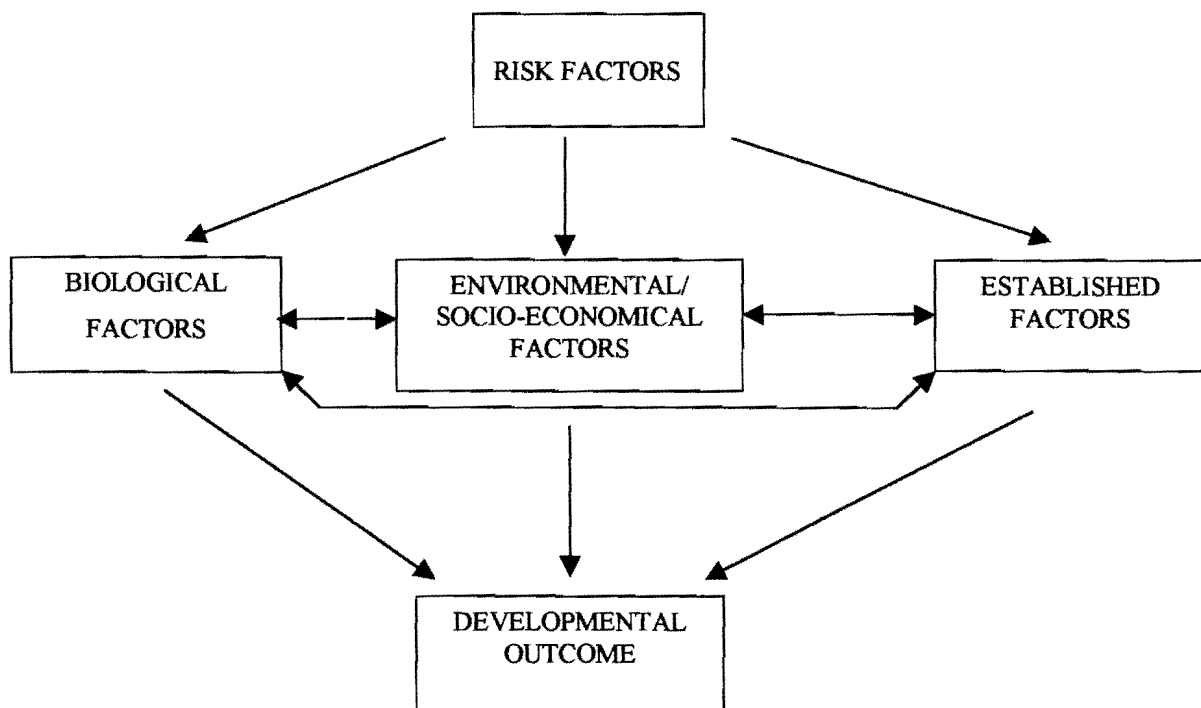 RISK FACTORS
BIOLOGICAL
FACTORS
ENVIRONMENTAL/
SOCIO-ECONOMICAL
FACTORS
ESTABLISHED
FACTORS
DEVELOPMENTAL
OUTCOME